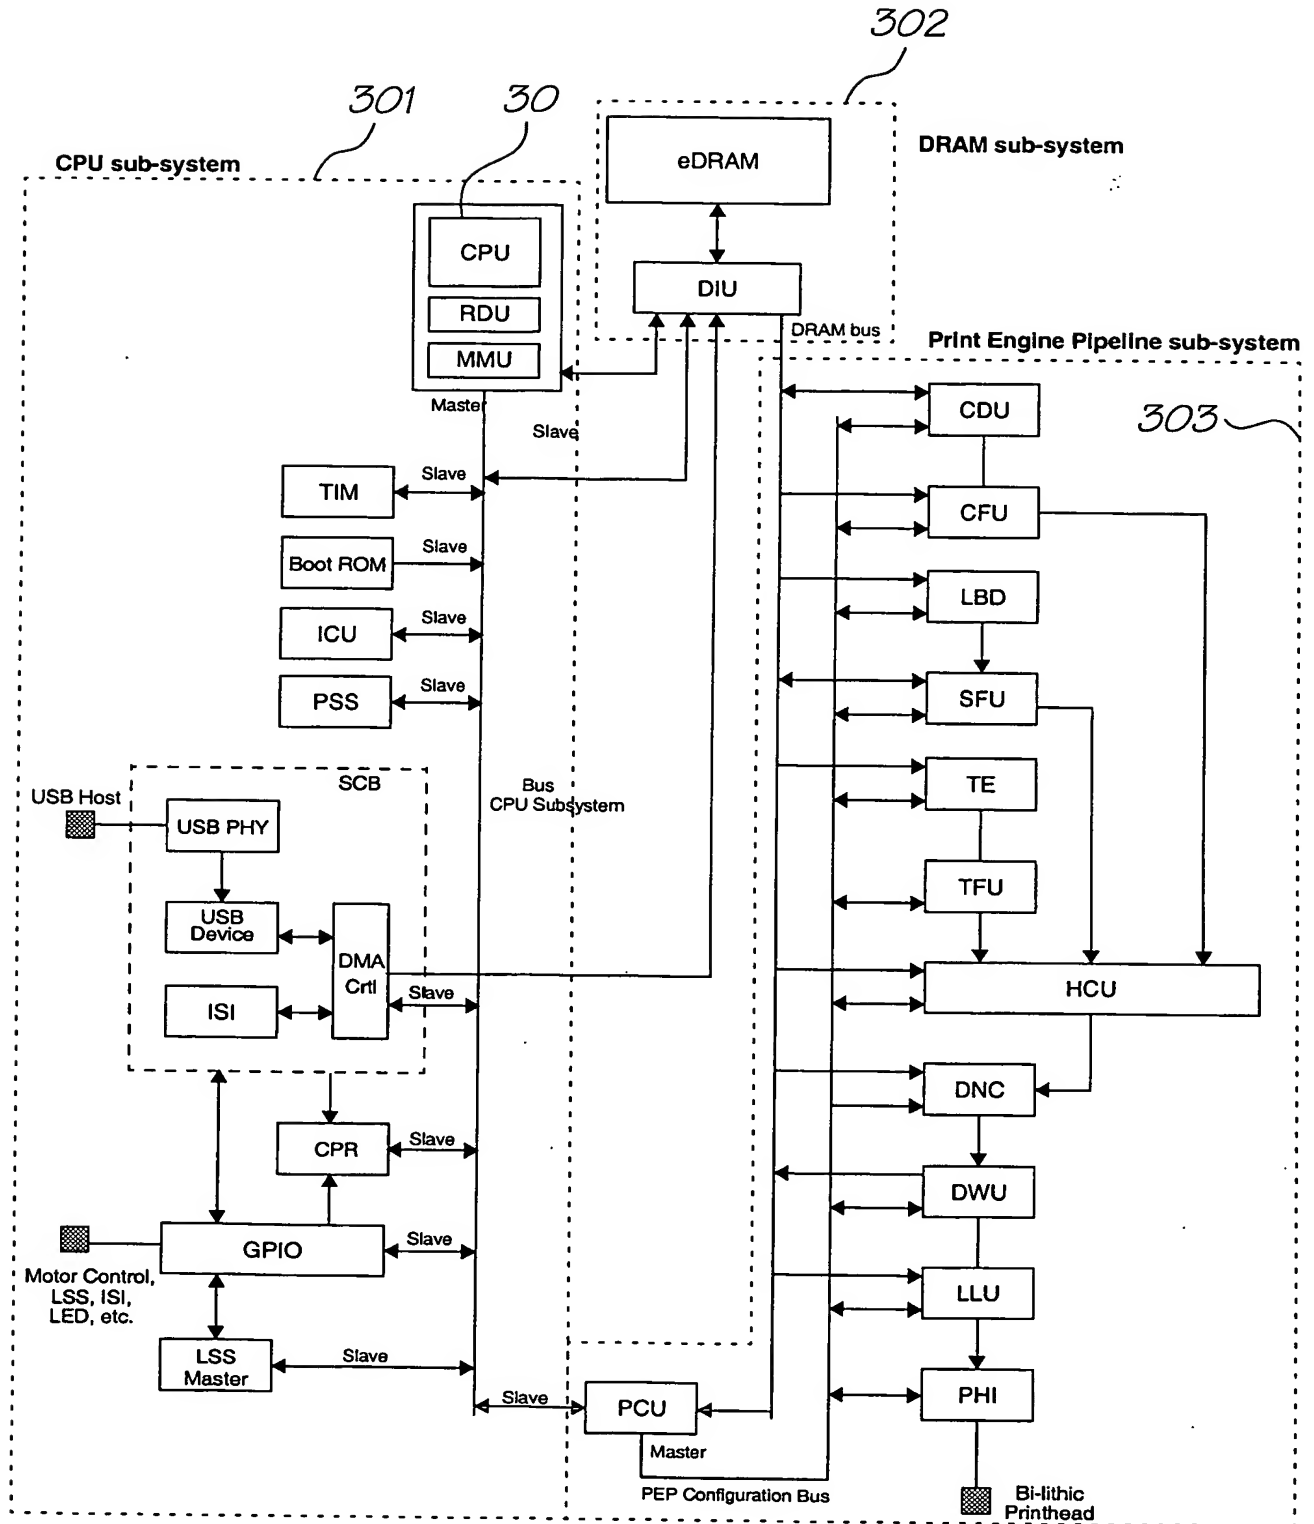 302
301
30
CPU sub-system
DRAM sub-system
eDRAM
CPU
DIU
RDU
MMU
DRAM bus
Print Engine Pipeline sub-system
Master
Slave
CDU
303
TIM
Slave
CFU
Boot ROM
Slave
LBD
ICU
Slave
PSS
Slave
SFU
SCB
Bus
CPU Subsystem
TE
USB Host
USB PHY
TFU
USB
Device
DMA
Crtl
Slave
HCU
ISI
DNC
CPR
Slave
DWU
GPIO
Slave
Motor Control,
LSS, ISI,
LED, etc.
LLU
LSS
Master
Slave
PHI
Slave
PCU
Master
PEP Configuration Bus
Bi-lithic
Printhead